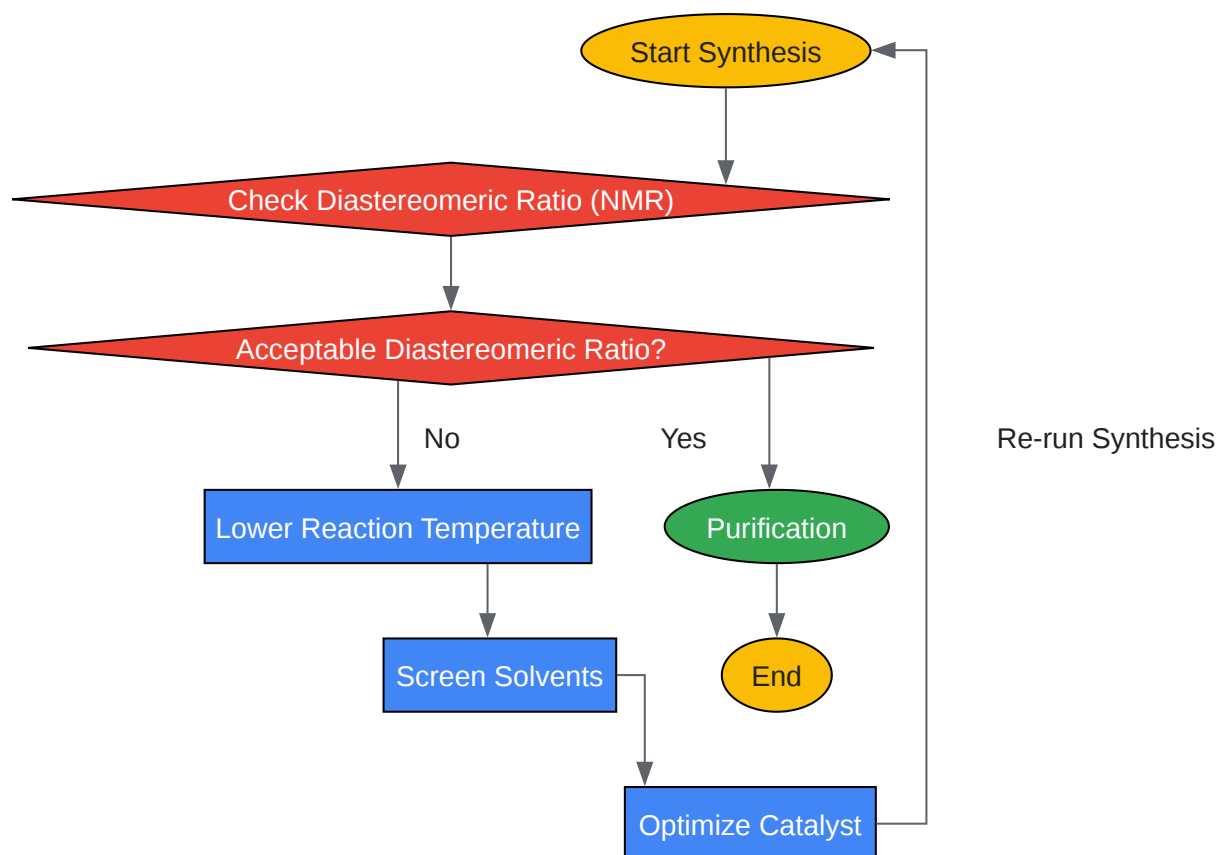 Start Synthesis
Check Diastereomeric Ratio (NMR)
Acceptable Diastereomeric Ratio?
No
Yes
Re-run Synthesis
Lower Reaction Temperature
Purification
Screen Solvents
End
Optimize Catalyst